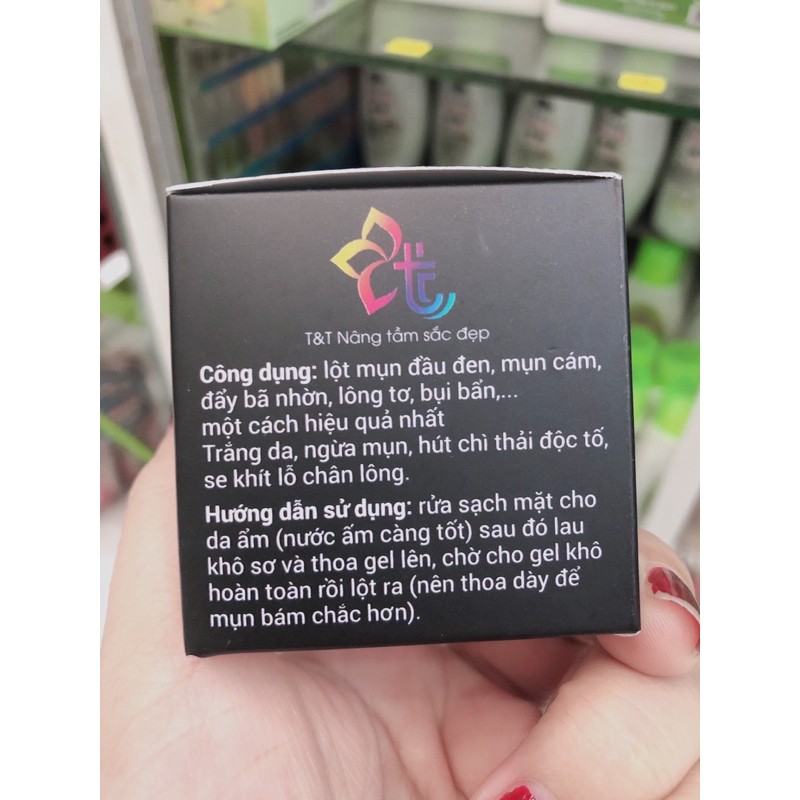 T&T Nâng tầm sắc đẹp
Công dụng: lột mụn đầu đen, mụn cám,
đẩy bã nhờn, lông tơ, bụi bẩn,...
một cách hiệu quả nhất
Trắng da, ngừa mụn, hút chì thải độc tố,
se khít lỗ chân lông.
Hướng dẫn sử dụng: rửa sạch mặt cho
da ẩm (nước ấm càng tốt) sau đó lau
khô sơ và thoa gel lên, chờ cho gel khô
hoàn toàn rồi lột ra (nên thoa dày để
mụn bám chắc hơn).